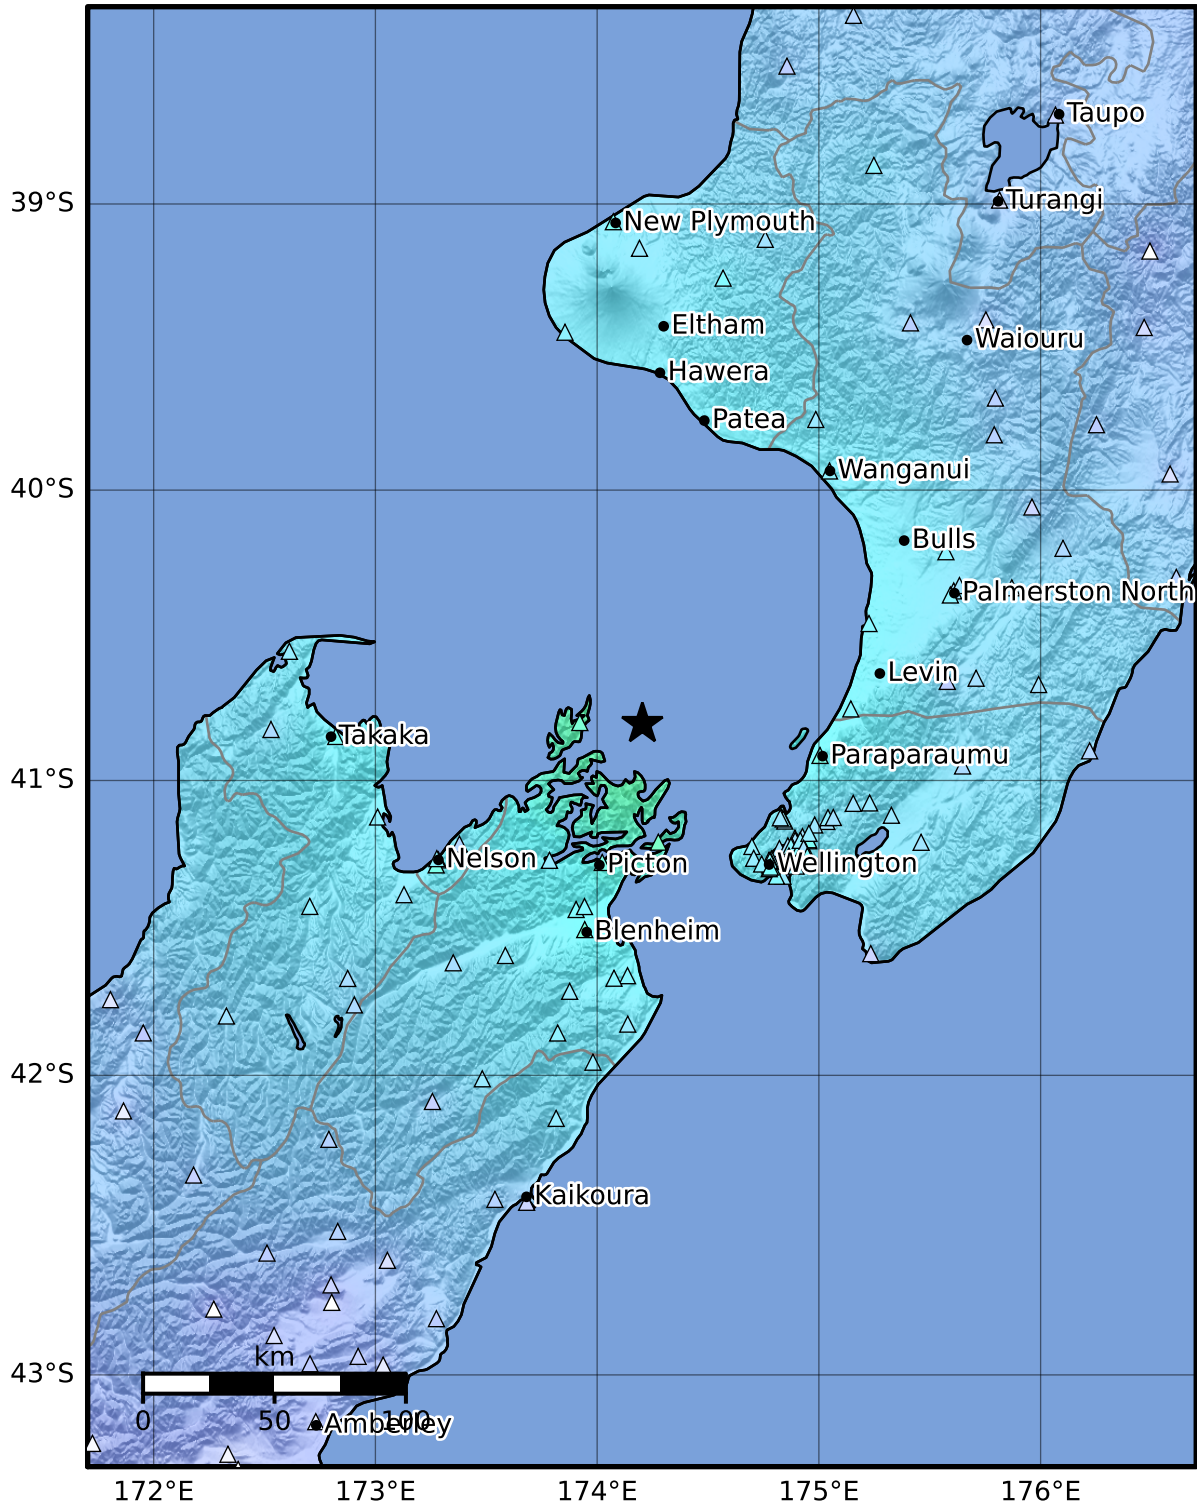 Taupo
39°S
Turangi
New Plymouth
Eltham
Waiouru
Hawera
Patea
Wanganui
40°S
Bulls
Palmerston North
Levin
Takaka
Paraparaumu
41°S
Nelson
Picton
Wellington
Blenheim
42°S
Kaikoura
km
43°S
0 50 100
Amberley
172°E 173°E 174°E 175°E 176°E